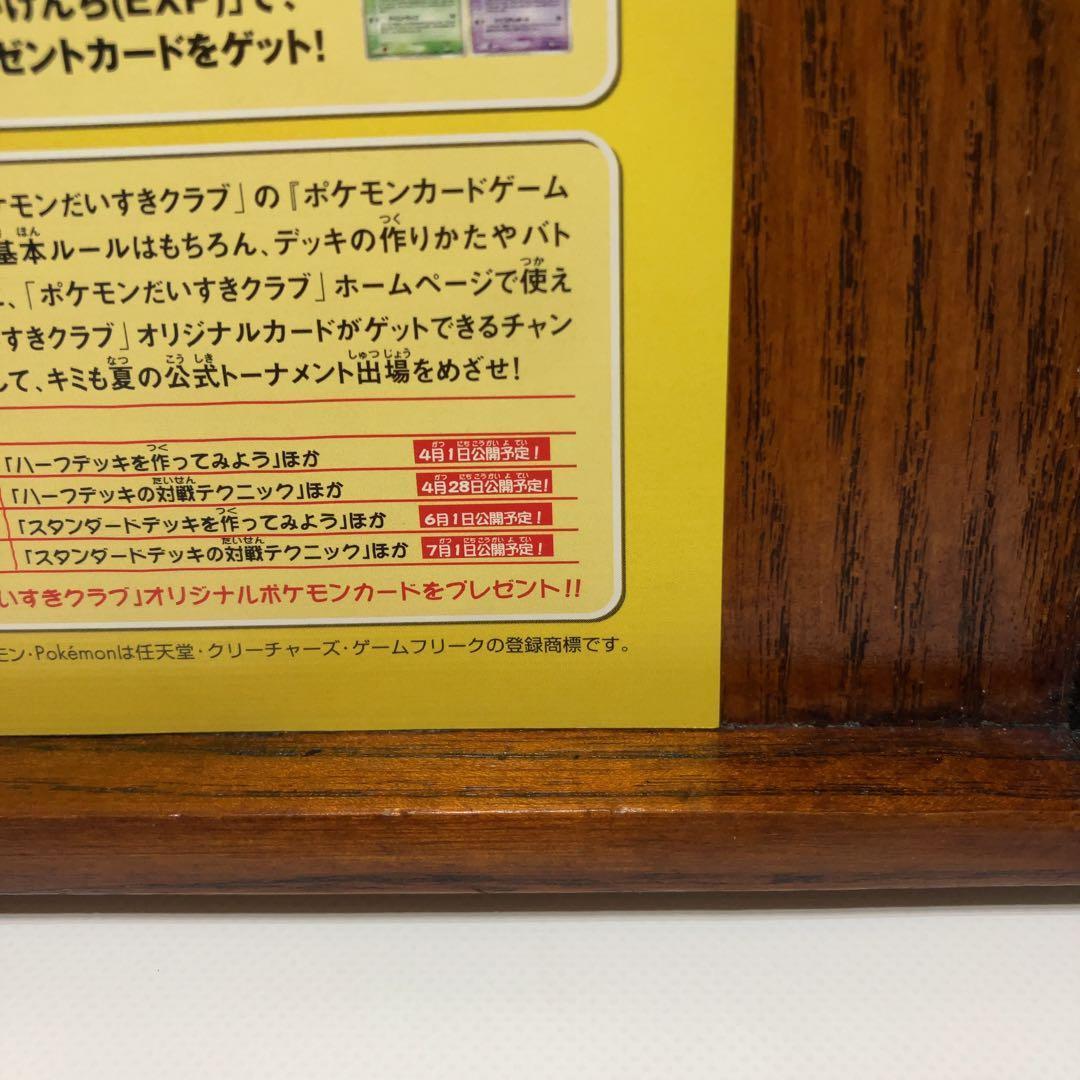 けんち(EXP)」で、
ゼントカードをゲット!
ケモンだいすきクラブ」の『ポケモンカードゲーム
基本ルールはもちろん、デッキの作りかたやバト
、「ポケモンだいすきクラブ」ホームページで使え
すきクラブ」オリジナルカードがゲットできるチャン
して、キミも夏の公式トーナメント出場をめざせ!
「ハーフデッキを作ってみよう」ほか 4月1日公開予定!
「ハーフデッキの対戦テクニック」ほか 4月28日公開予定!
「スタンダードデッキを作ってみよう」ほか 6月1日公開予定!
「スタンダードデッキの対戦テクニック」ほか 7月1日公開予定!
いすきクラブ」オリジナルポケモンカードをプレゼント!!
モン・Pokémonは任天堂・クリーチャーズ・ゲームフリークの登録商標です。